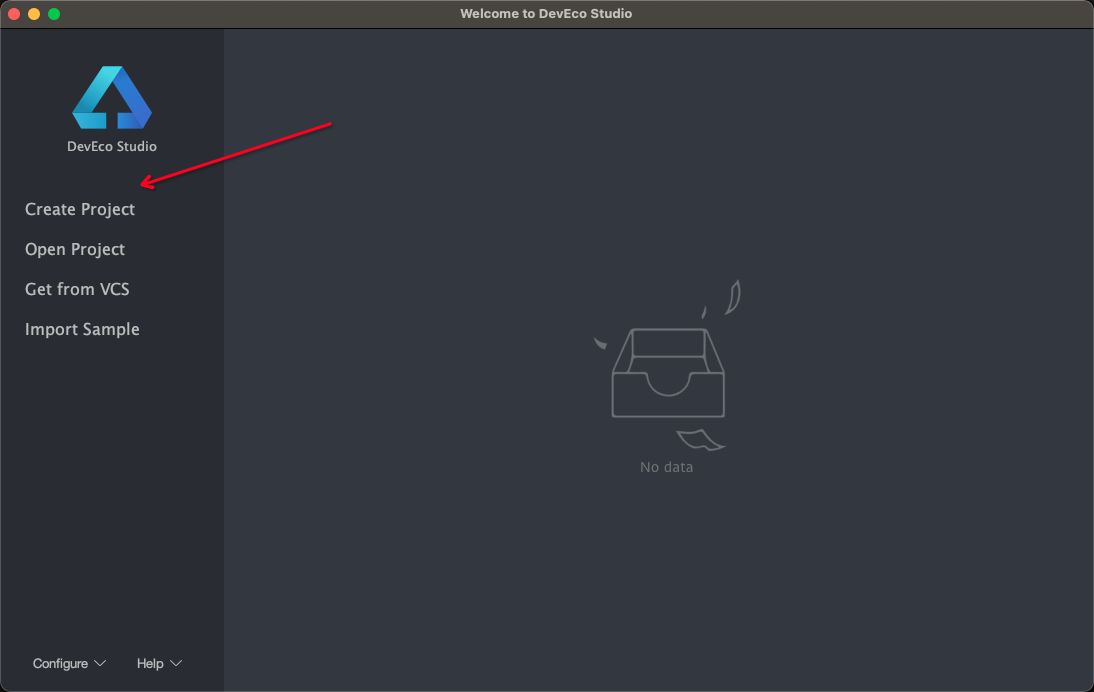 Welcome to DevEco Studio
DevEco Studio
Create Project
Open Project
Get from VCS
Import Sample
No data
Configure
Help